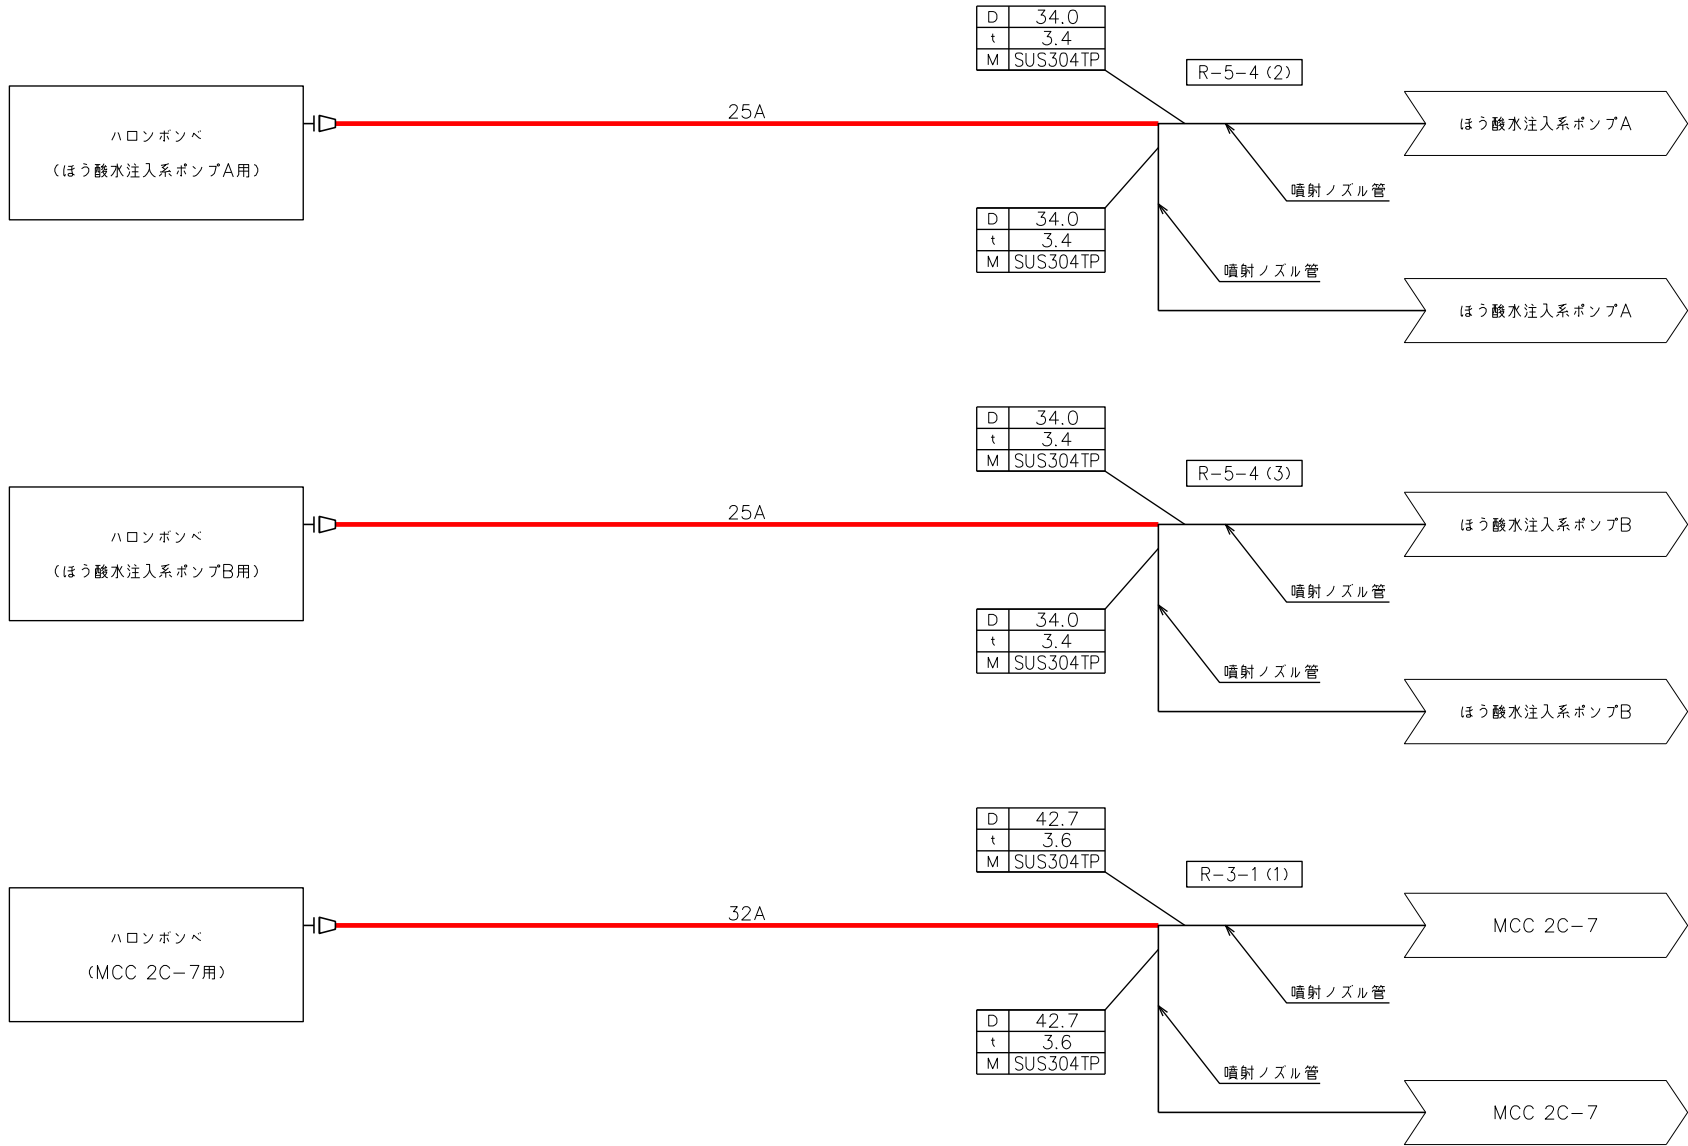 D 34.0
t 3.4
M SUS304TP
R-5-4(2)
25A
ハロンボンベ
(ほう酸水注入系ポンプA用)
ほう酸水注入系ポンプA
噴射ノズル管
D 34.0
t 3.4
M SUS304TP
噴射ノズル管
ほう酸水注入系ポンプA
D 34.0
t 3.4
M SUS304TP
R-5-4(3)
25A
ハロンボンベ
(ほう酸水注入系ポンプB用)
ほう酸水注入系ポンプB
噴射ノズル管
D 34.0
t 3.4
M SUS304TP
噴射ノズル管
ほう酸水注入系ポンプB
D 42.7
t 3.6
M SUS304TP
R-3-1(1)
32A
ハロンボンベ
(MCC 2C-7用)
MCC 2C-7
噴射ノズル管
D 42.7
t 3.6
M SUS304TP
噴射ノズル管
MCC 2C-7